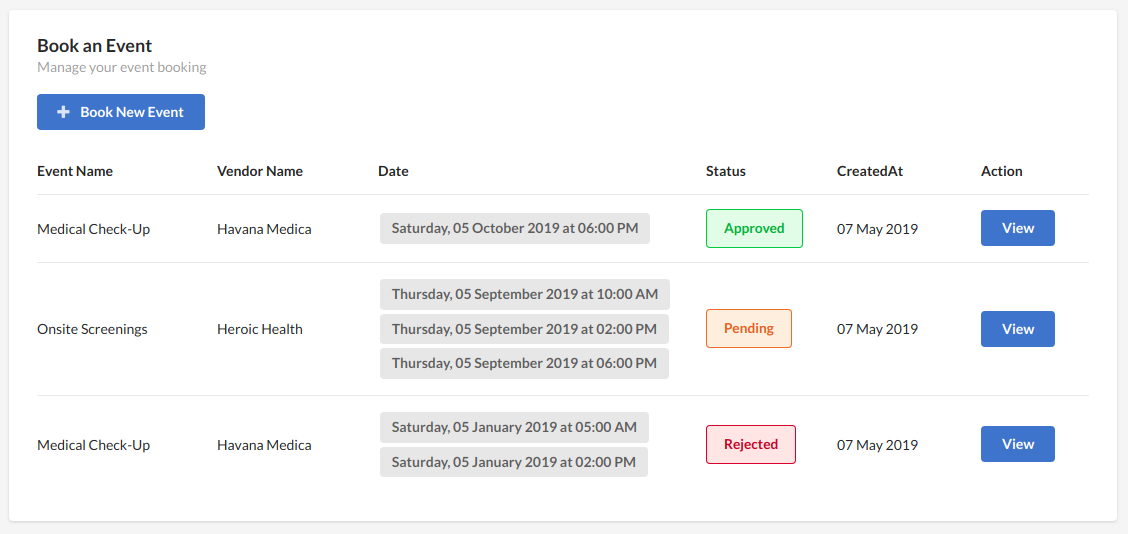 Book an Event
Manage your event booking
Book New Event
Event Name Vendor Name Date Status CreatedAt Action
Medical Check-Up Havana Medica Saturday, 05 October 2019 at 06:00 PM Approved 07 May 2019 View
Thursday, 05 September 2019 at 10:00 AM
Onsite Screenings Heroic Health Thursday, 05 September 2019 at 02:00 PM Pending 07 May 2019 View
Thursday, 05 September 2019 at 06:00 PM
Saturday, 05 January 2019 at 05:00 AM
Medical Check-Up Havana Medica Rejected 07 May 2019 View
Saturday, 05 January 2019 at 02:00 PM